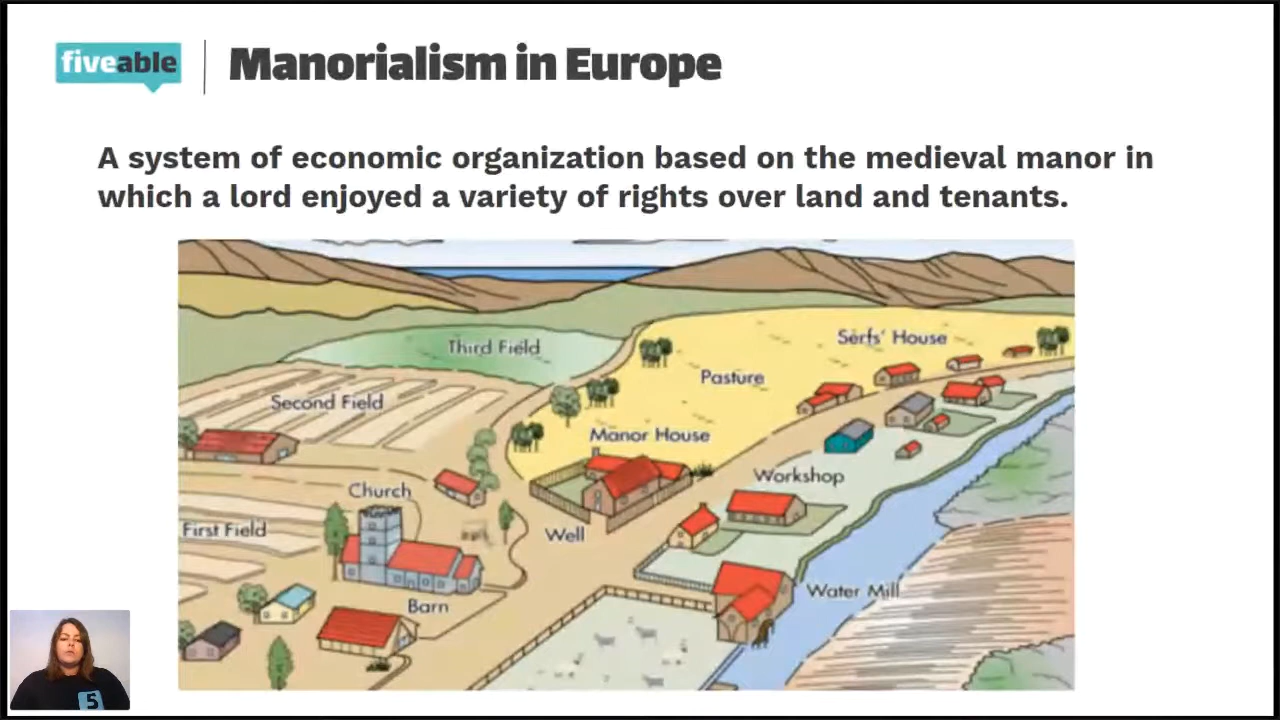 fiveable
Manorialism in Europe
A system of economic organization based on the medieval manor in
which a lord enjoyed a variety of rights over land and tenants.
Serfs' House
Third Field
Pasture
Second Field
Manor House
Workshop
Church
First Field
Well
Water Mill
Barn
5